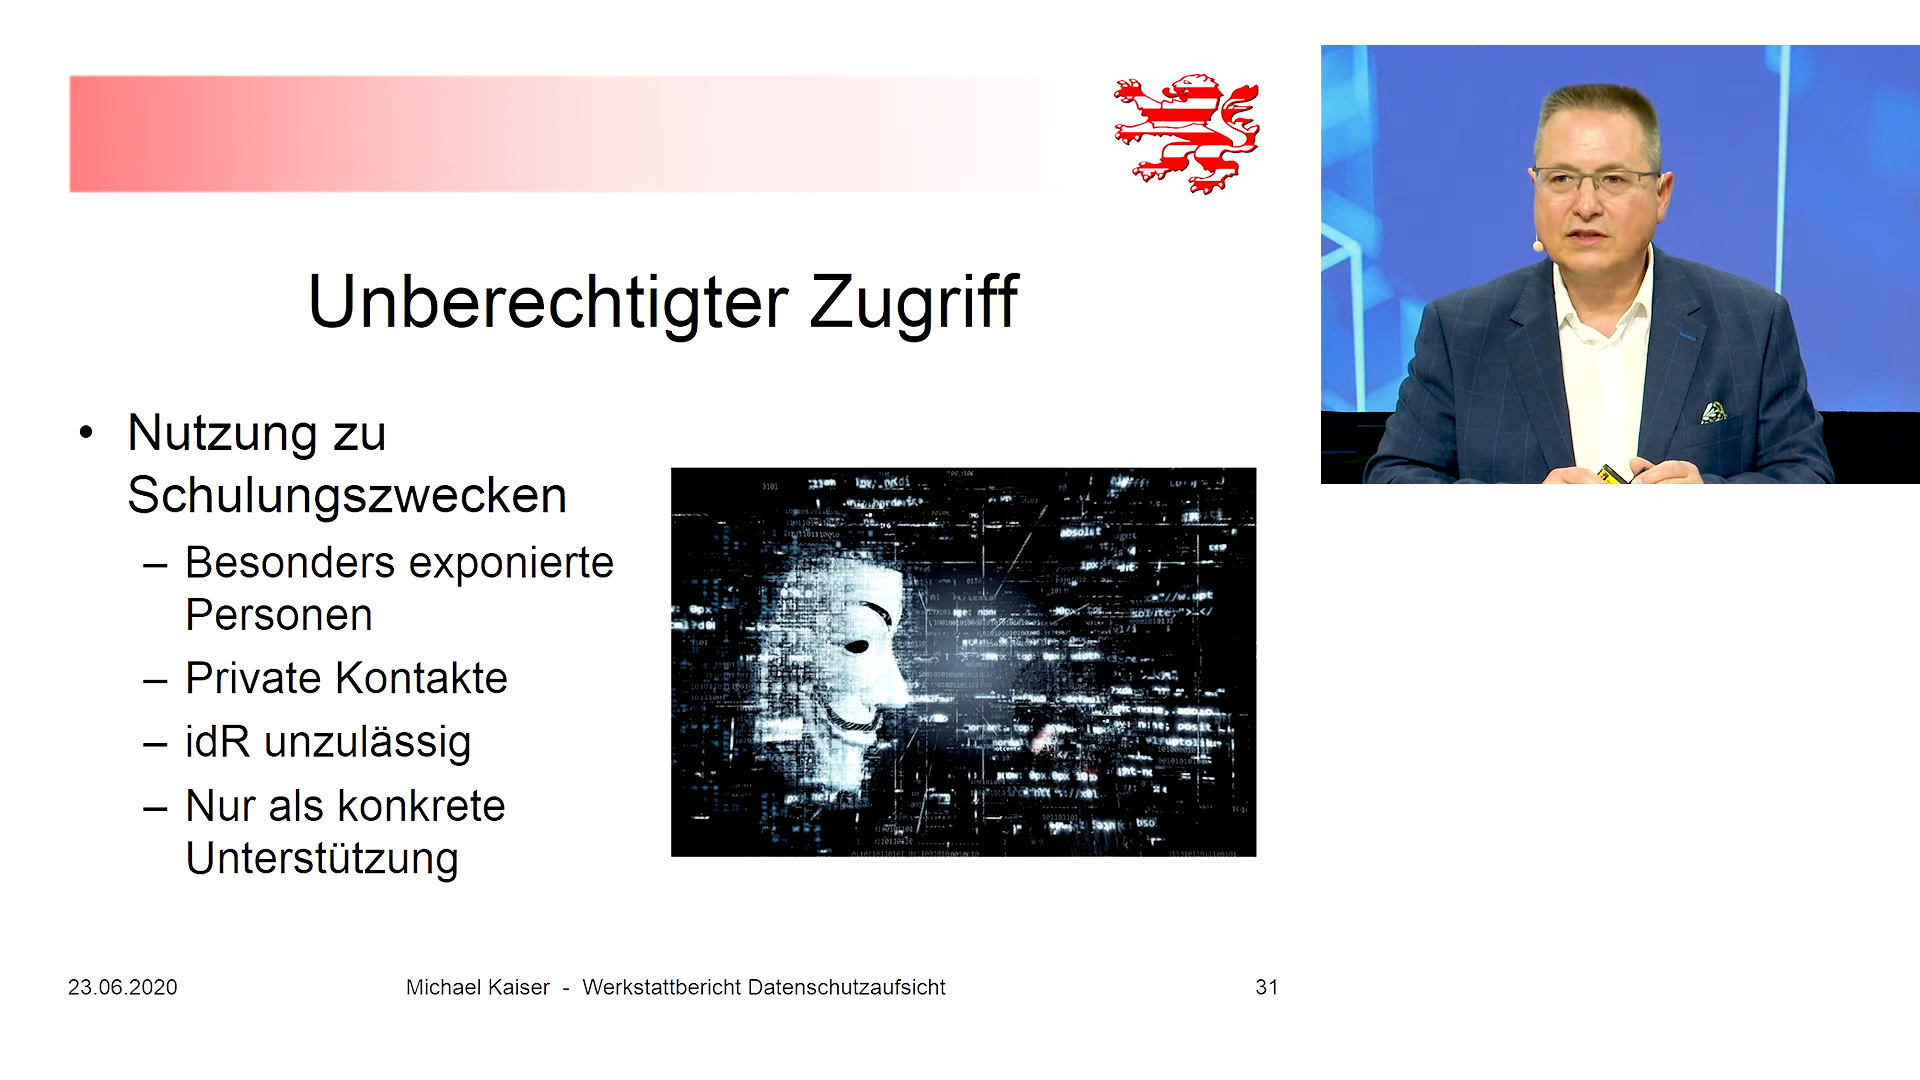 Unberechtigter Zugriff
• Nutzung zu
Schulungszwecken
– Besonders exponierte
Personen
– Private Kontakte
– idR unzulässig
– Nur als konkrete
Unterstützung
absolut
23.06.2020
Michael Kaiser - Werkstattbericht Datenschutzaufsicht
31